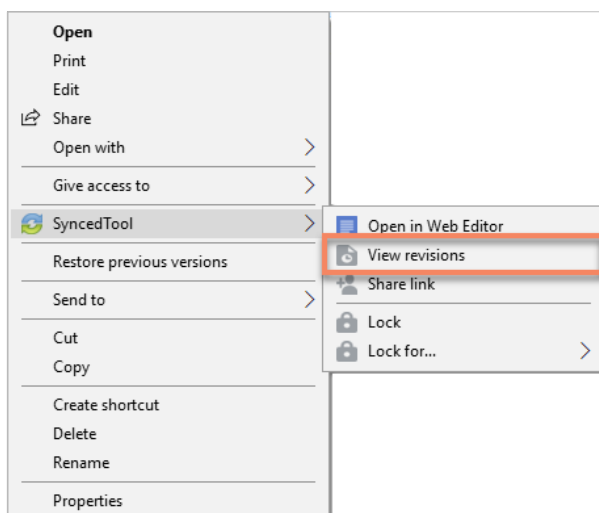 Open
Print
Edit
Share
Open with
Give access to
SyncedTool
Restore previous versions
Send to
Cut
Copy
Create shortcut
Delete
Rename
Properties
Open in Web Editor
View revisions
Share link
Lock
Lock for...